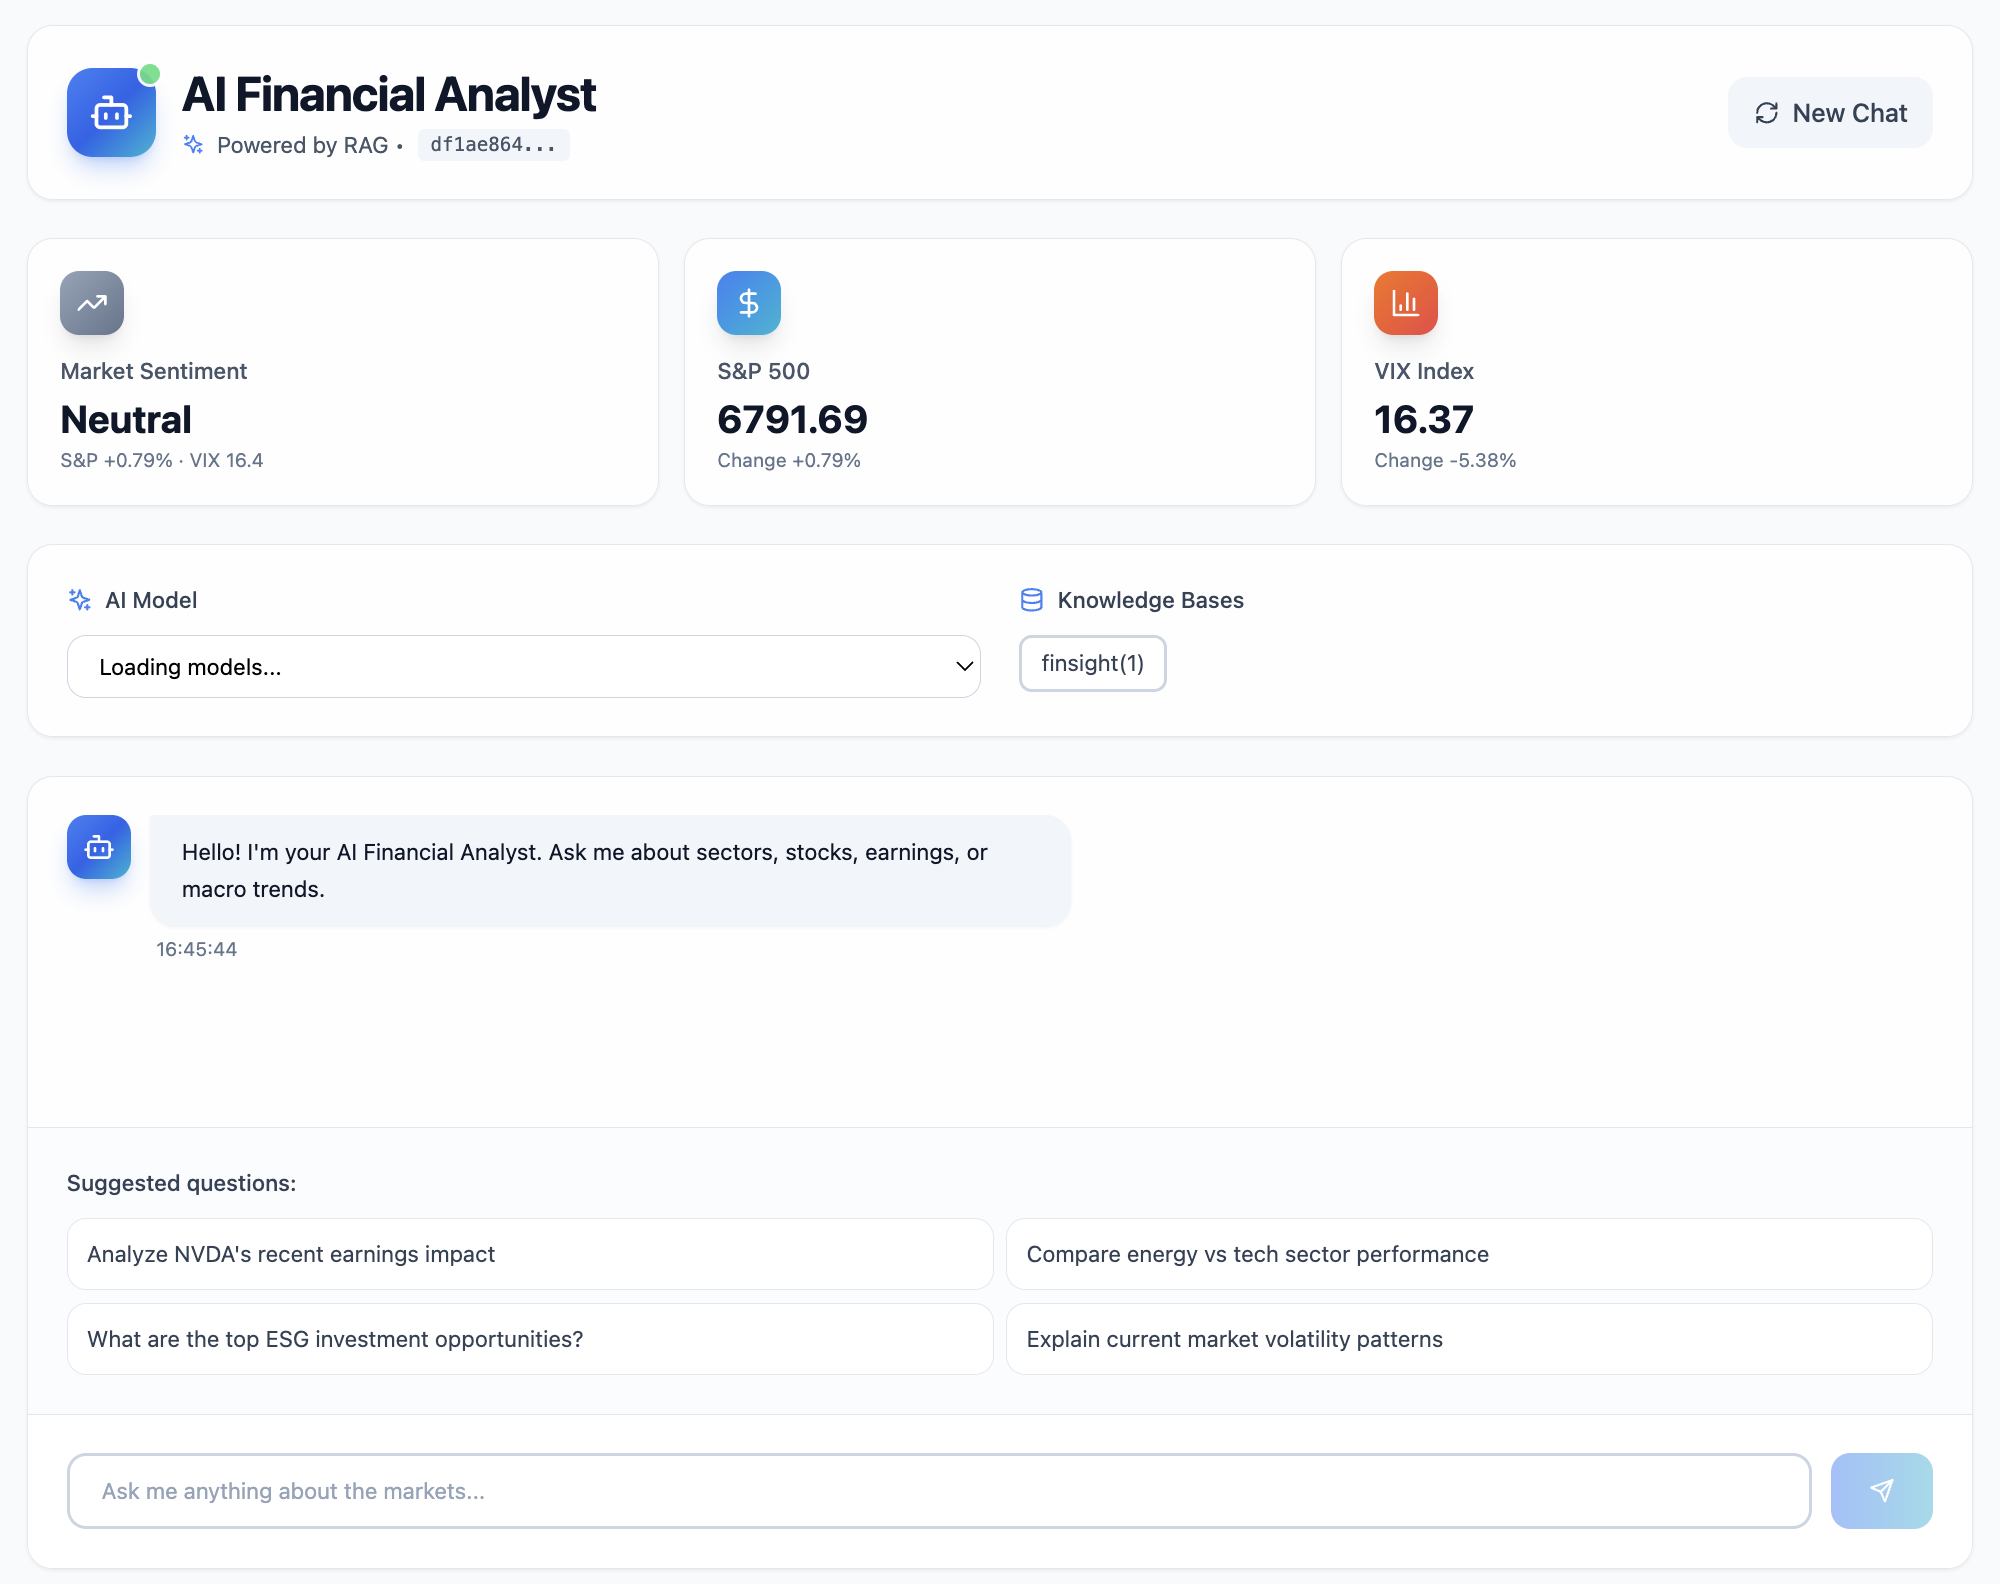 AI Financial Analyst
Powered by RAG • df1ae864...
New Chat
Market Sentiment
Neutral
S&P +0.79% · VIX 16.4
S&P 500
6791.69
Change +0.79%
VIX Index
16.37
Change -5.38%
AI Model
Loading models...
Knowledge Bases
finsight(1)
Hello! I'm your AI Financial Analyst. Ask me about sectors, stocks, earnings, or
macro trends.
16:45:44
Suggested questions:
Analyze NVDA's recent earnings impact
Compare energy vs tech sector performance
What are the top ESG investment opportunities?
Explain current market volatility patterns
Ask me anything about the markets...